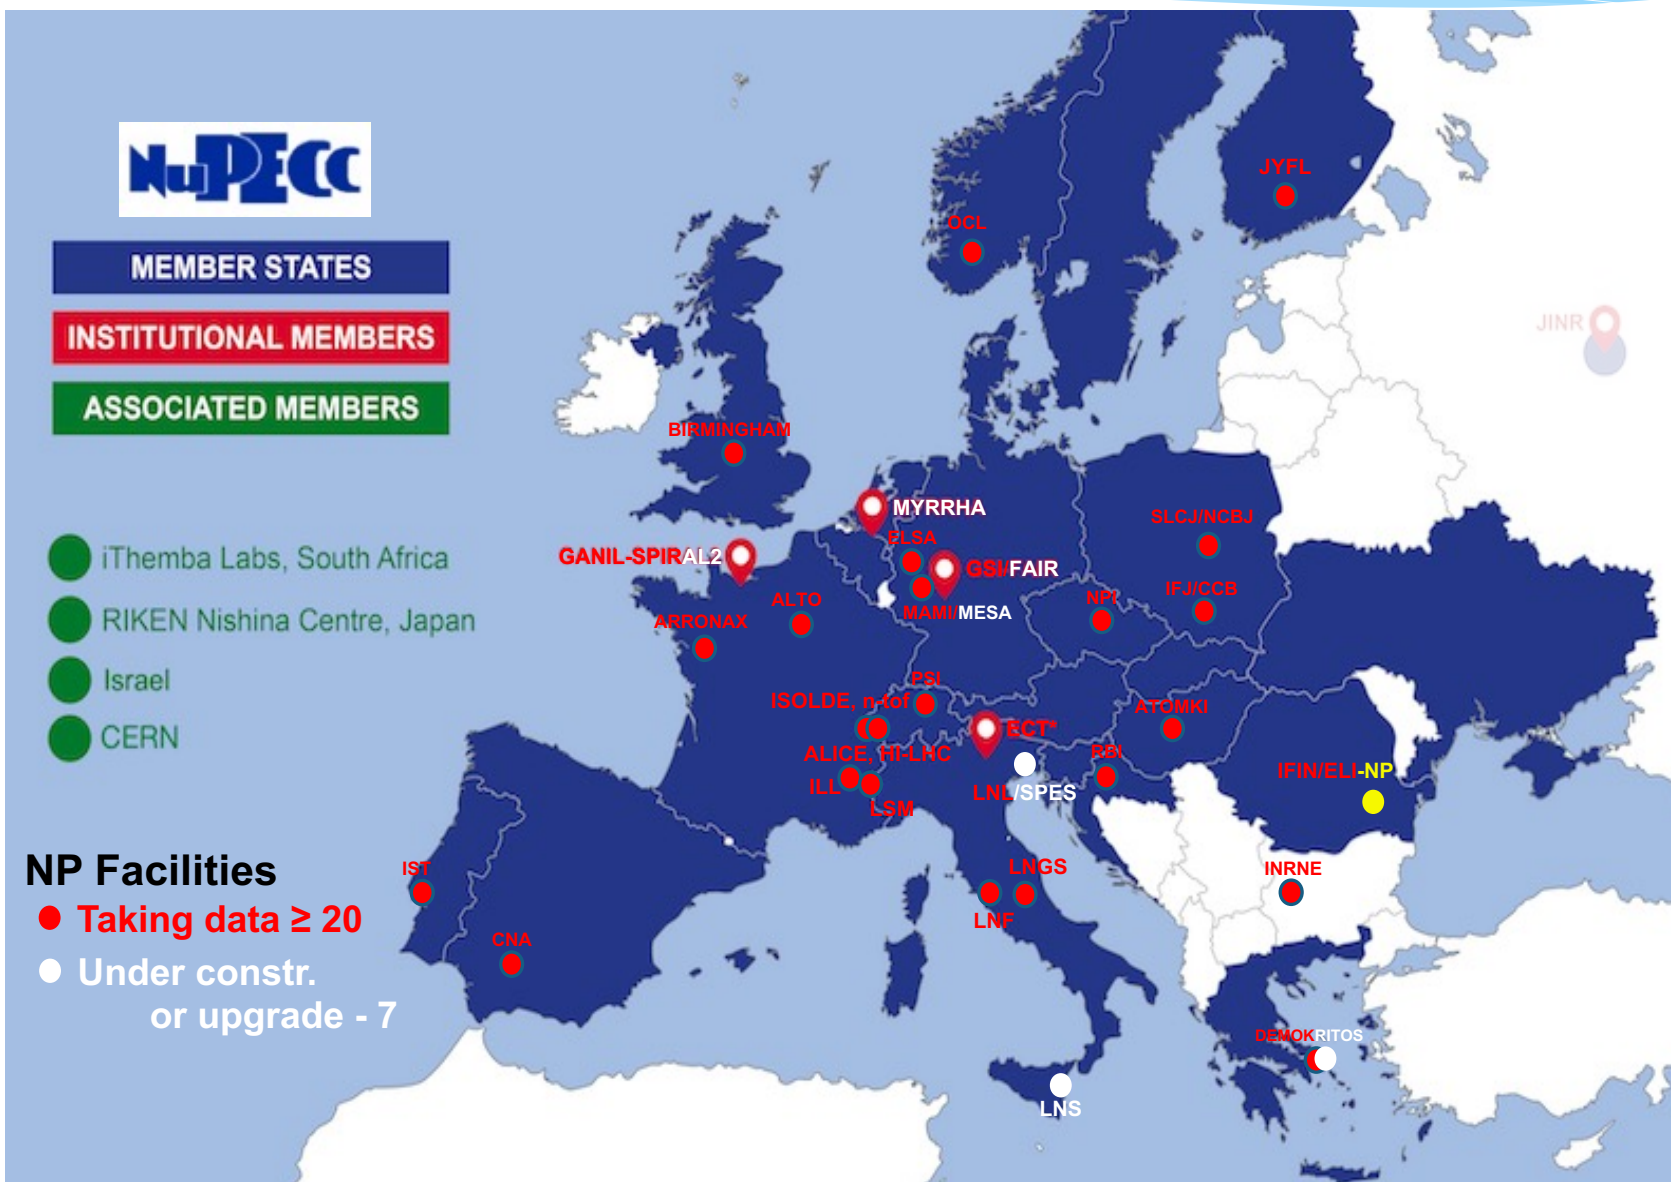 NuPECC
MEMBER STATES
INSTITUTIONAL MEMBERS
ASSOCIATED MEMBERS
iThemba Labs, South Africa
RIKEN Nishina Centre, Japan
Israel
CERN
NP Facilities
Taking data ≥ 20
Under constr.
or upgrade - 7
JYFL
OCL
JINR
BIRMINGHAM
MYRRHA
SLCJ/NCBJ
ELSA
GANIL-SPIRAL2
GSI/FAIR
IFJ/CCB
NPI
ALTO
MAMI/MESA
ARRONAX
PSI
ISOLDE, n-tof
ATOMKI
ECT*
ALICE, HI-LHC
RBI
IFIN/ELI-NP
ILL
LNL/SPES
LSM
IST
LNGS
INRNE
LNF
CNA
DEMOKRITOS
LNS